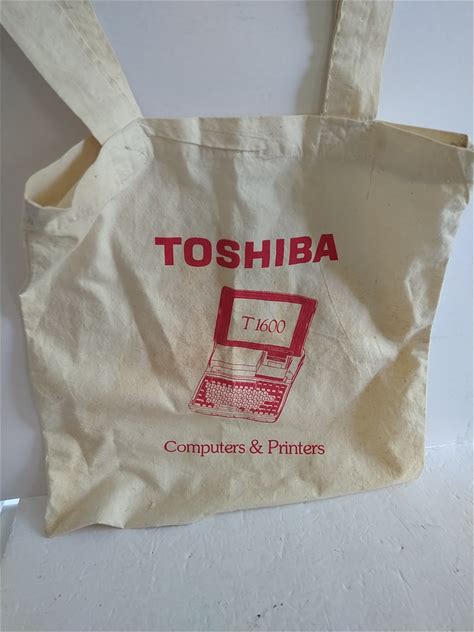 TOSHIBA
T1600
Computers & Printers